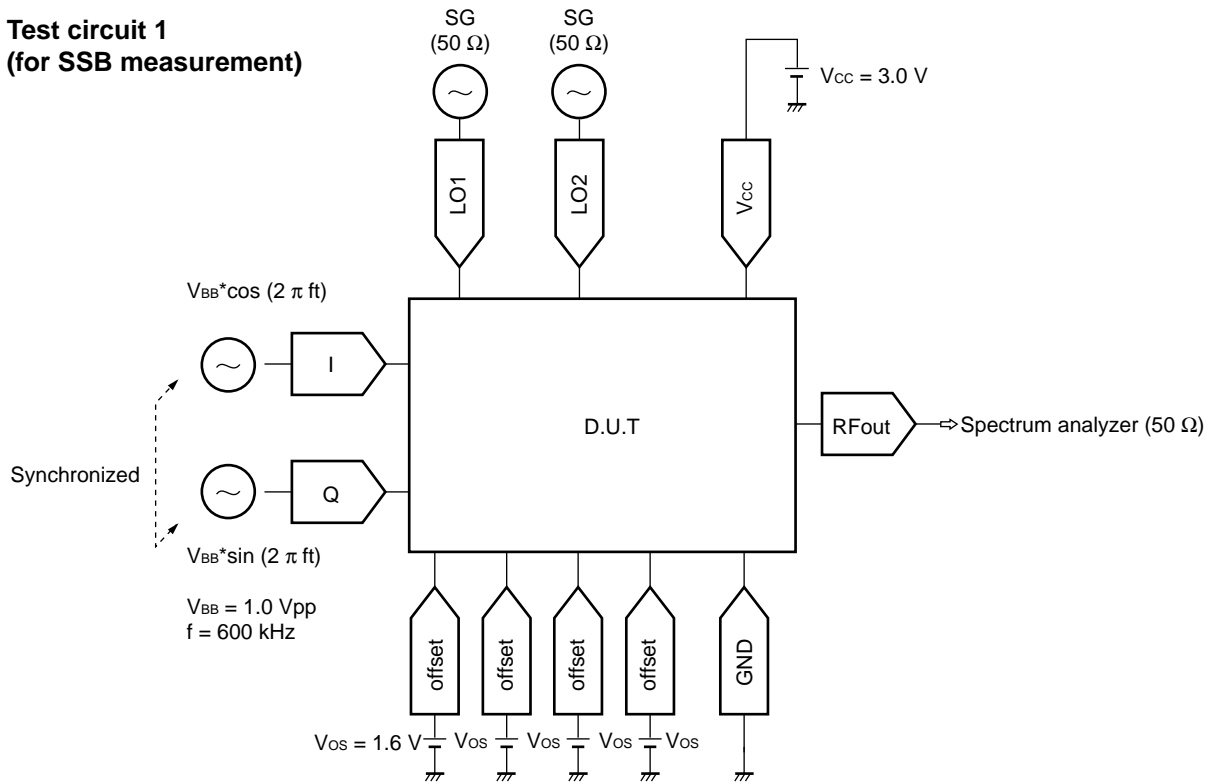 Test circuit 1
(for SSB measurement)
SG
(50 Ω)
SG
(50 Ω)
VCC = 3.0 V
LO1
LO2
VCC
VBB*cos (2 π ft)
I
D.U.T
RFout
Spectrum analyzer (50 Ω)
Synchronized
Q
VBB*sin (2 π ft)
VBB = 1.0 Vpp
f = 600 kHz
offset
offset
offset
offset
GND
VOS = 1.6 V
VOS
VOS
VOS